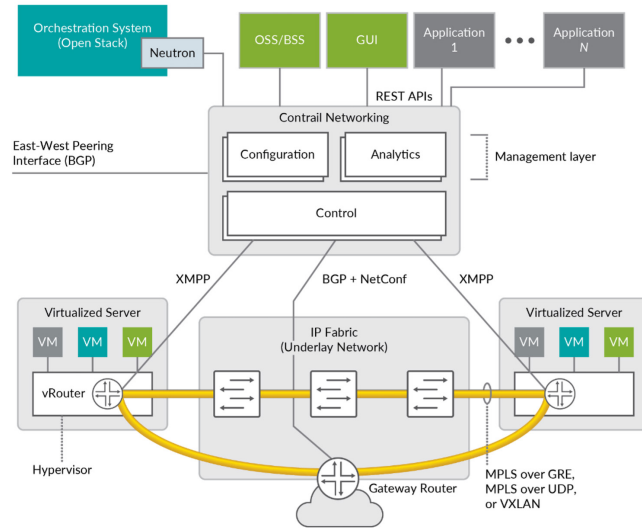 Orchestration System
(Open Stack)
Neutron
OSS/BSS
GUI
Application
1
Application
N
REST APIs
Contrail Networking
East-West Peering
Interface (BGP)
Configuration
Analytics
Management layer
Control
XMPP
BGP + NetConf
XMPP
Virtualized Server
VM
VM
VM
vRouter
Hypervisor
IP Fabric
(Underlay Network)
Virtualized Server
VM
VM
VM
Gateway Router
MPLS over GRE,
MPLS over UDP,
or VXLAN